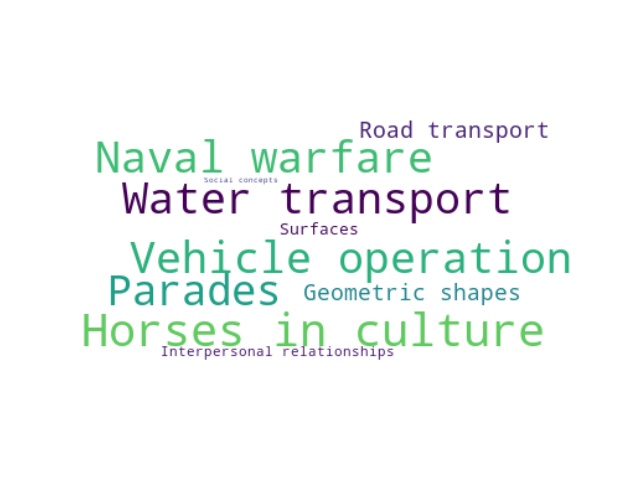 Road transport
Naval warfare
Social concepts
Water transport
Surfaces
Vehicle operation
Parades
Geometric shapes
Horses in culture
Interpersonal relationships